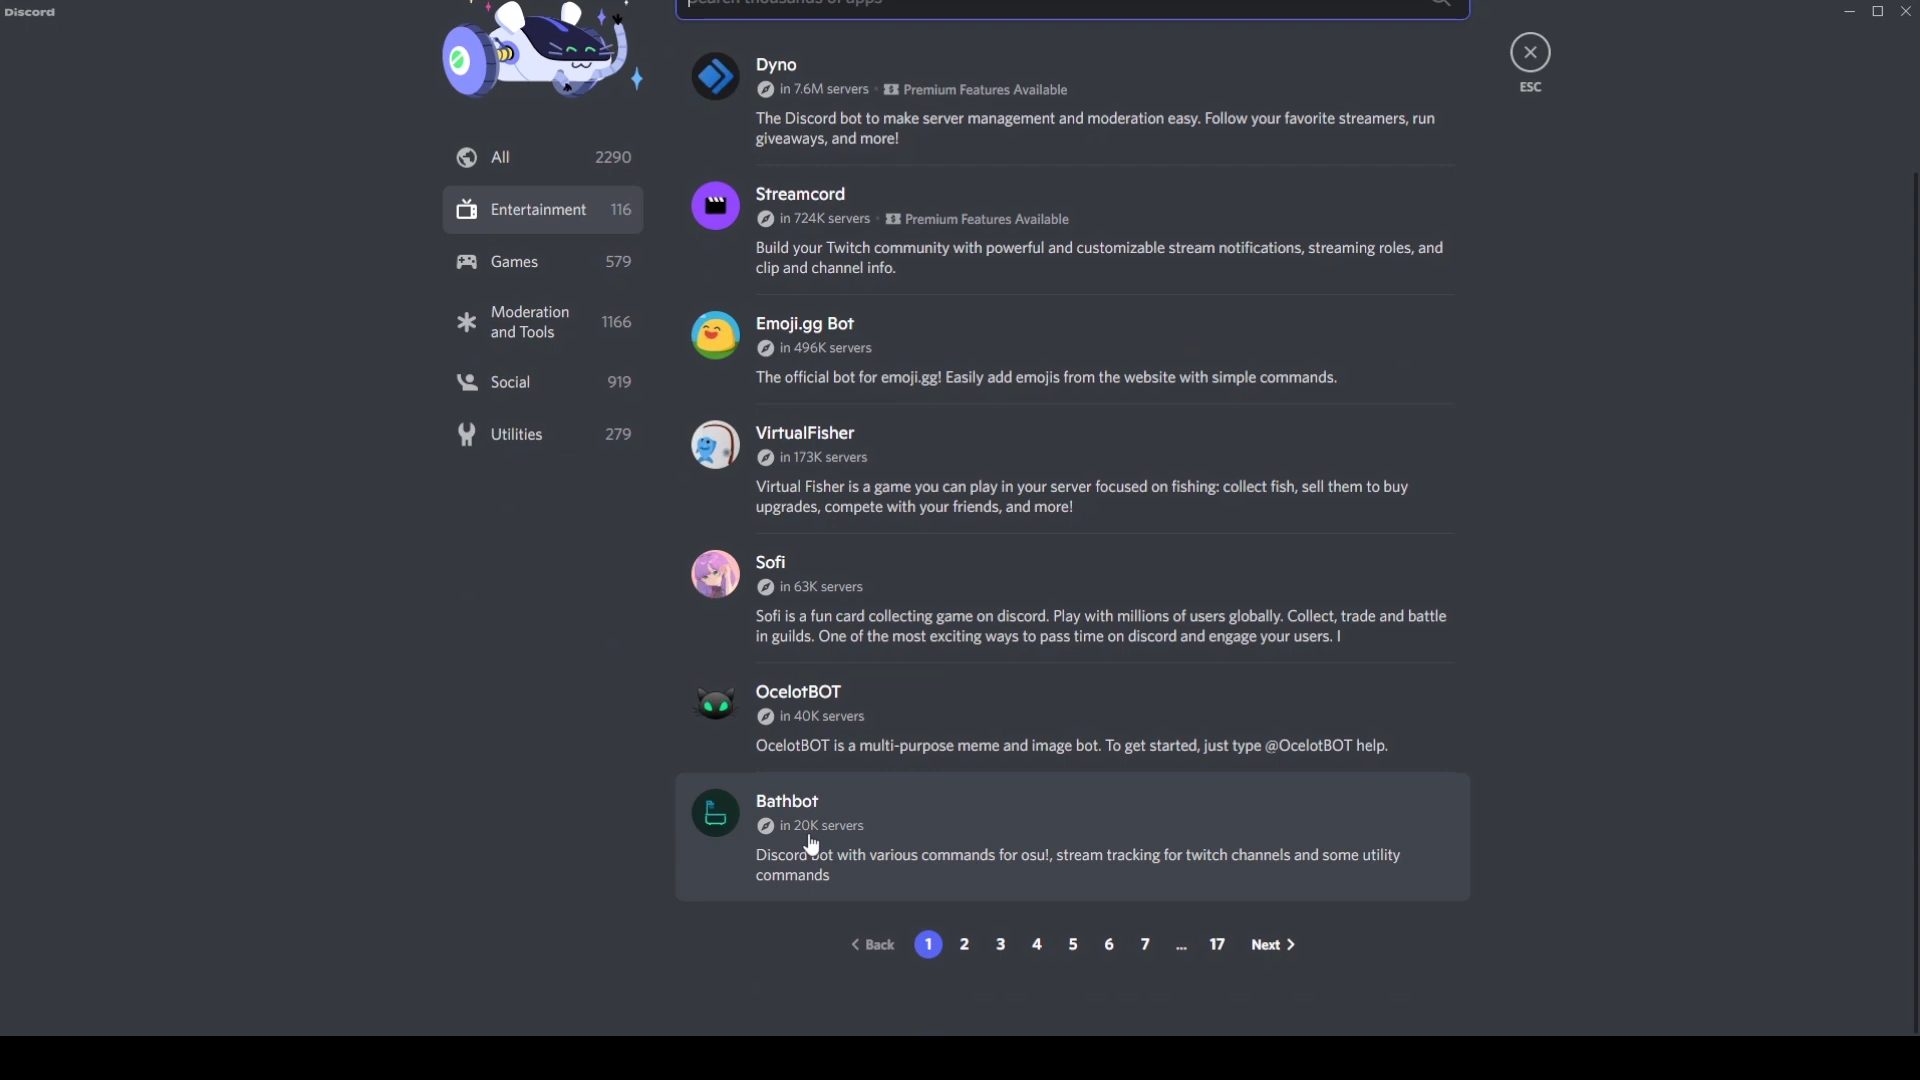 Discord
Search thousands of apps
ESC
All 2290
Entertainment 116
Games 579
Moderation and Tools 1166
Social 919
Utilities 279
Dyno
in 7.6M servers • Premium Features Available
The Discord bot to make server management and moderation easy. Follow your favorite streamers, run
giveaways, and more!
Streamcord
in 724K servers • Premium Features Available
Build your Twitch community with powerful and customizable stream notifications, streaming roles, and
clip and channel info.
Emoji.gg Bot
in 496K servers
The official bot for emoji.gg! Easily add emojis from the website with simple commands.
VirtualFisher
in 173K servers
Virtual Fisher is a game you can play in your server focused on fishing: collect fish, sell them to buy
upgrades, compete with your friends, and more!
Sofi
in 63K servers
Sofi is a fun card collecting game on discord. Play with millions of users globally. Collect, trade and battle
in guilds. One of the most exciting ways to pass time on discord and engage your users. I
OcelotBOT
in 40K servers
OcelotBOT is a multi-purpose meme and image bot. To get started, just type @OcelotBOT help.
Bathbot
in 20K servers
Discord bot with various commands for osu!, stream tracking for twitch channels and some utility
commands
< Back 1 2 3 4 5 6 7 ... 17 Next >